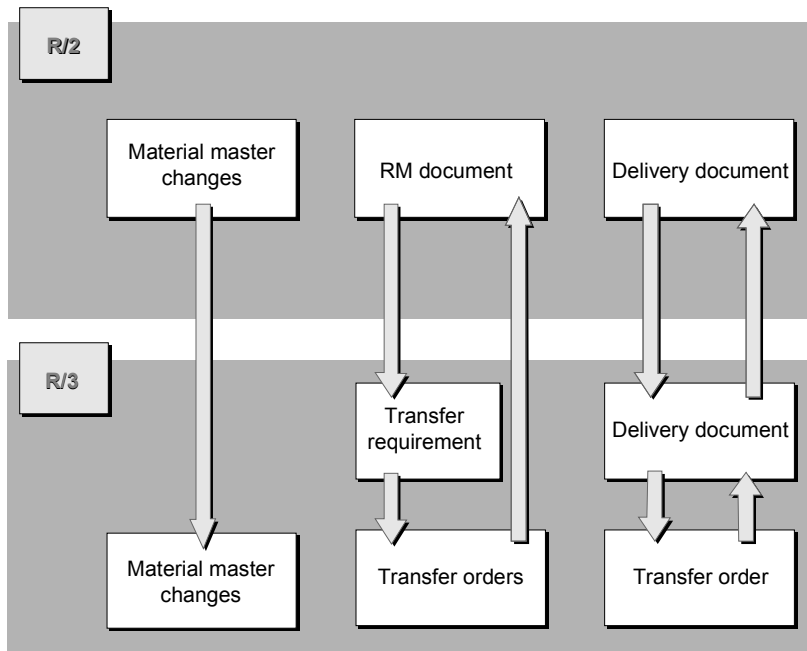 R/2
Material master
changes
RM document
Delivery document
R/3
Transfer
requirement
Delivery document
Material master
changes
Transfer orders
Transfer order